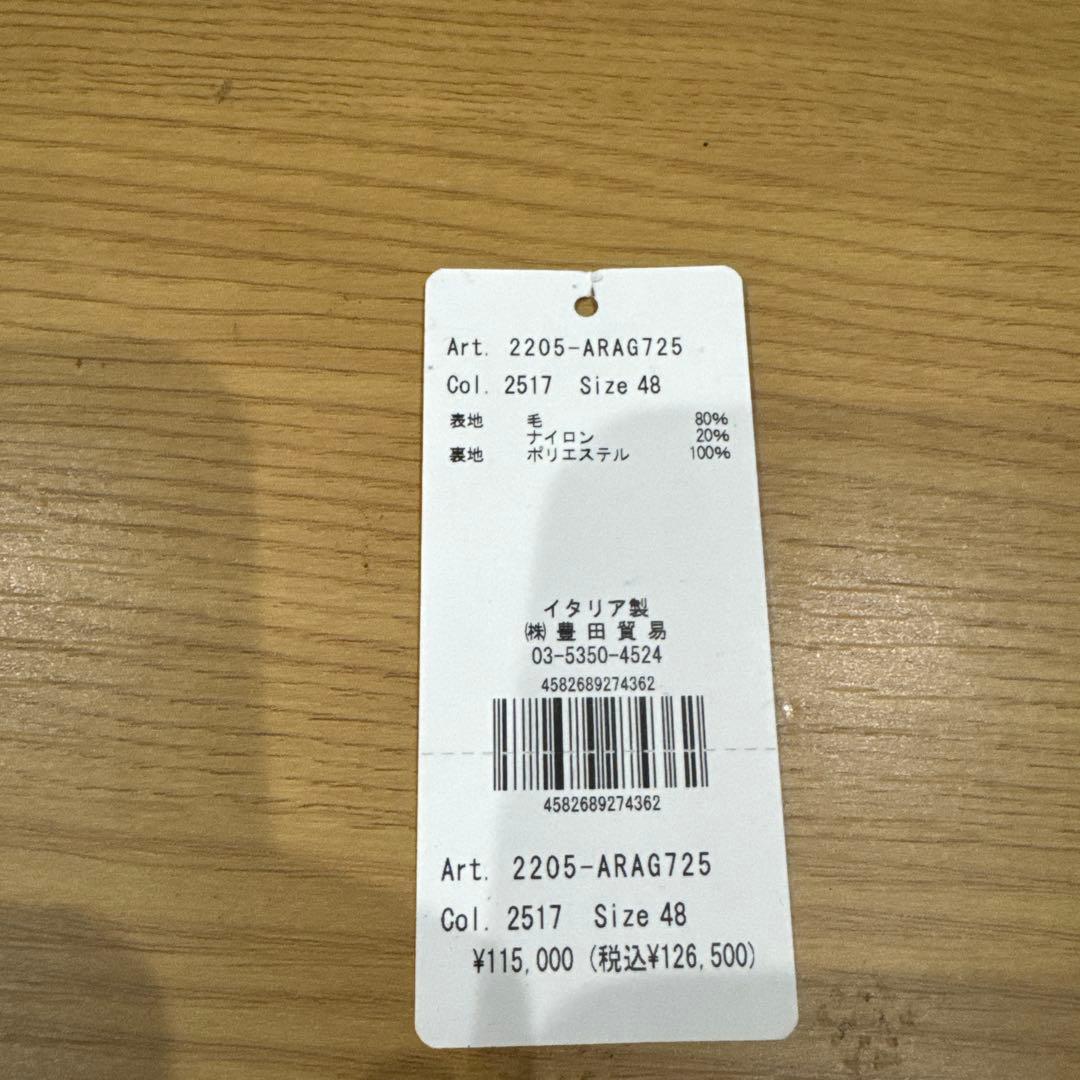 Art. 2205-ARAG725
Col. 2517 Size 48
表地 毛 80%
ナイロン 20%
裏地 ポリエステル 100%
イタリア製
㈱ 豊田貿易
03-5350-4524
4582689274362
4582689274362
Art. 2205-ARAG725
Col. 2517 Size 48
¥115,000 (税込¥126,500)